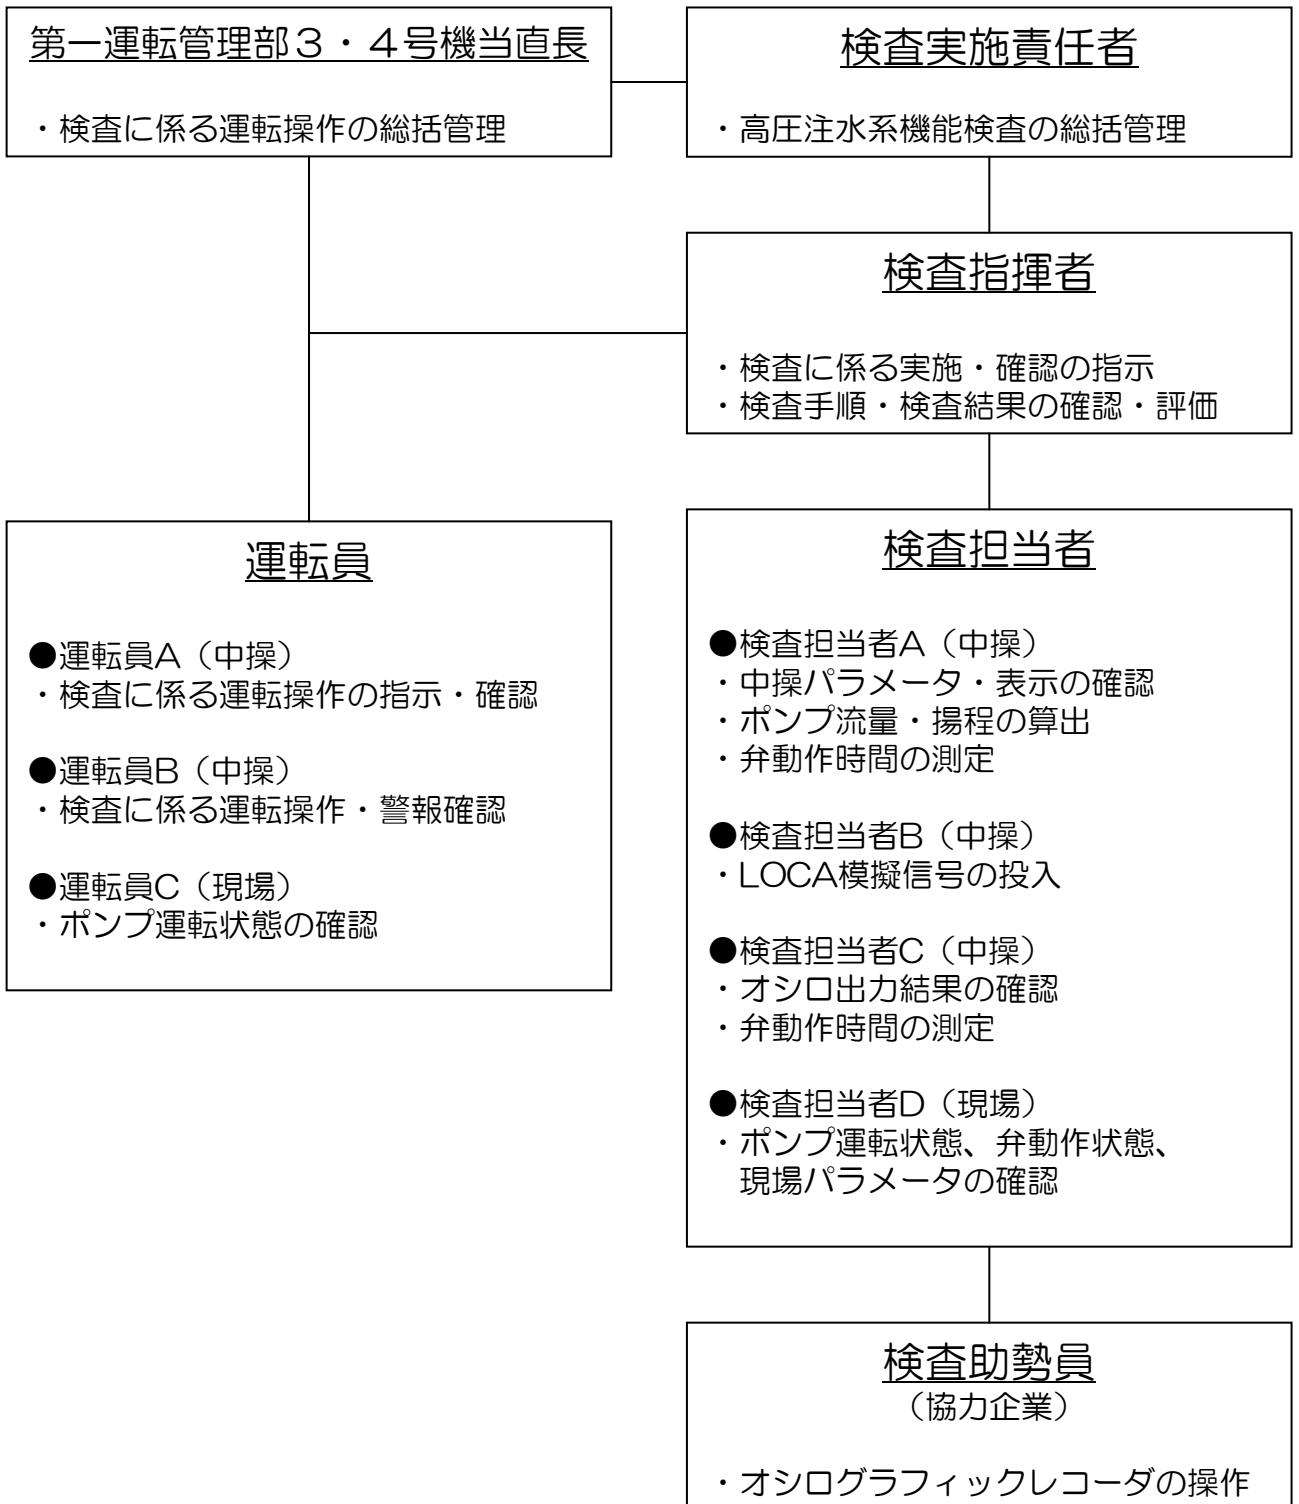 第一運転管理部３・４号機当直長
・検査に係る運転操作の総括管理
検査実施責任者
・高圧注水系機能検査の総括管理
検査指揮者
・検査に係る実施・確認の指示
・検査手順・検査結果の確認・評価
運転員
●運転員A（中操）
・検査に係る運転操作の指示・確認
●運転員B（中操）
・検査に係る運転操作・警報確認
●運転員C（現場）
・ポンプ運転状態の確認
検査担当者
●検査担当者A（中操）
・中操パラメータ・表示の確認
・ポンプ流量・揚程の算出
・弁動作時間の測定
●検査担当者B（中操）
・LOCA模擬信号の投入
●検査担当者C（中操）
・オシロ出力結果の確認
・弁動作時間の測定
●検査担当者D（現場）
・ポンプ運転状態、弁動作状態、
現場パラメータの確認
検査助勢員
（協力企業）
・オシログラフィックレコーダの操作